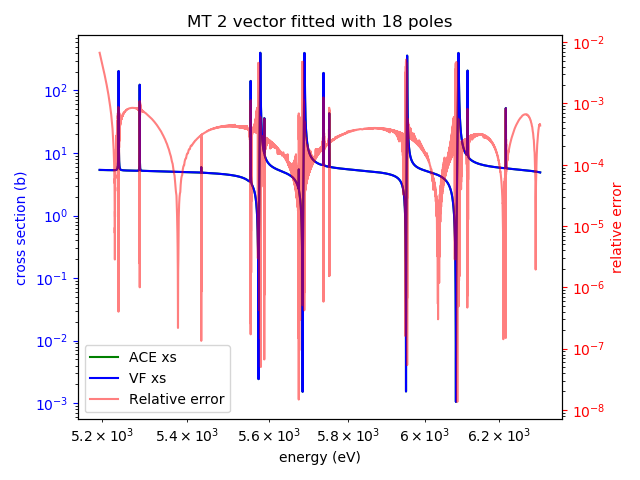 MT 2 vector fitted with 18 poles
cross section (b)
10²
10¹
10⁰
10⁻¹
10⁻²
10⁻³
10⁻²
10⁻³
10⁻⁴
10⁻⁵
10⁻⁶
10⁻⁷
10⁻⁸
relative error
ACE xs
VF xs
Relative error
5.2 × 10³ 5.4 × 10³ 5.6 × 10³ 5.8 × 10³ 6 × 10³ 6.2 × 10³
energy (eV)